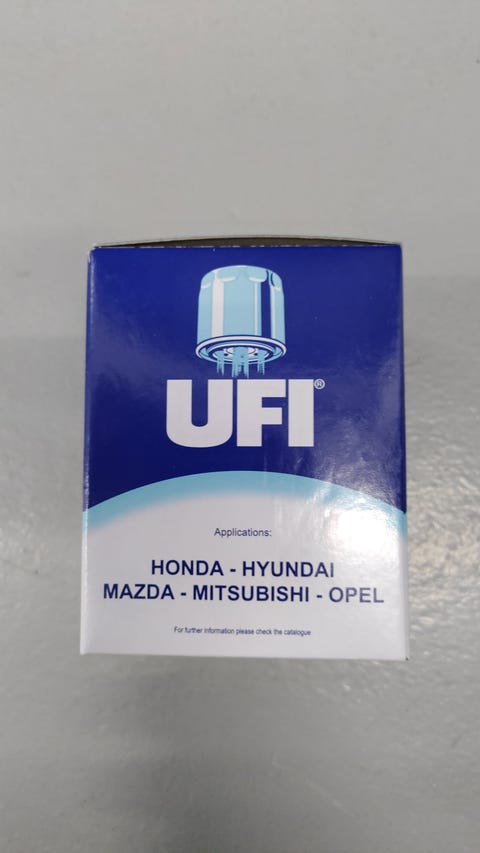 UFI®
Applications:
HONDA - HYUNDAI
MAZDA - MITSUBISHI - OPEL
For further information please check the catalogue